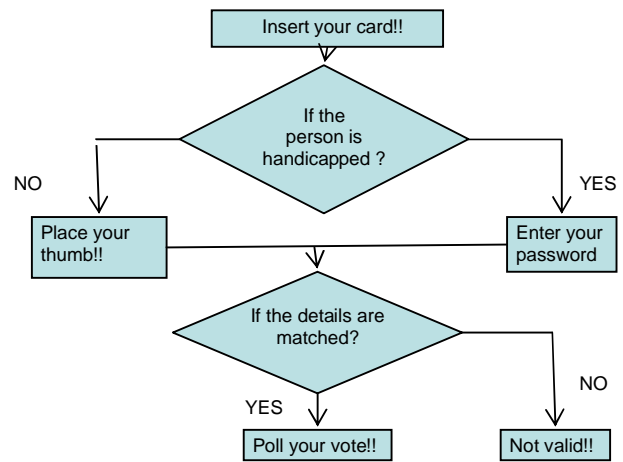 Insert your card!!
If the
person is
handicapped ?
NO
YES
Place your
thumb!!
Enter your
password
If the details are
matched?
YES
NO
Poll your vote!!
Not valid!!